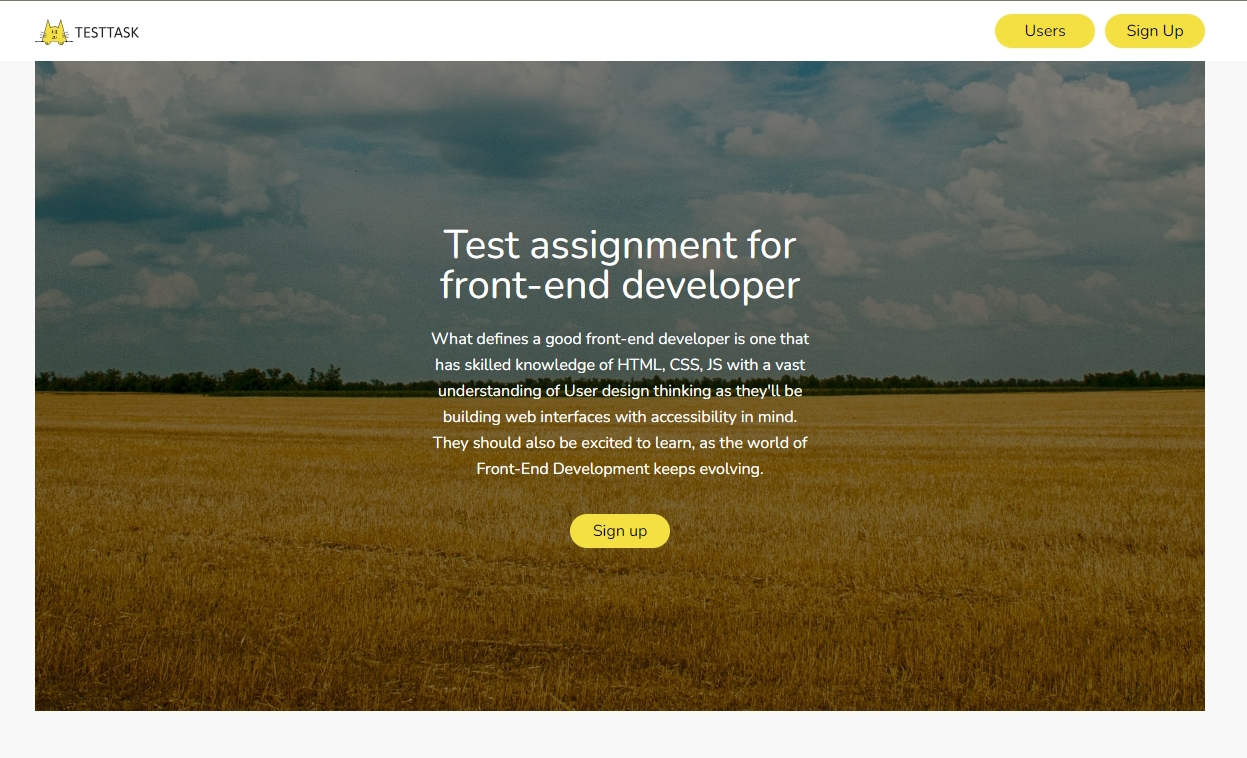 TESTTASK
Users
Sign Up
Test assignment for
front-end developer
What defines a good front-end developer is one that
has skilled knowledge of HTML, CSS, JS with a vast
understanding of User design thinking as they'll be
building web interfaces with accessibility in mind.
They should also be excited to learn, as the world of
Front-End Development keeps evolving.
Sign up